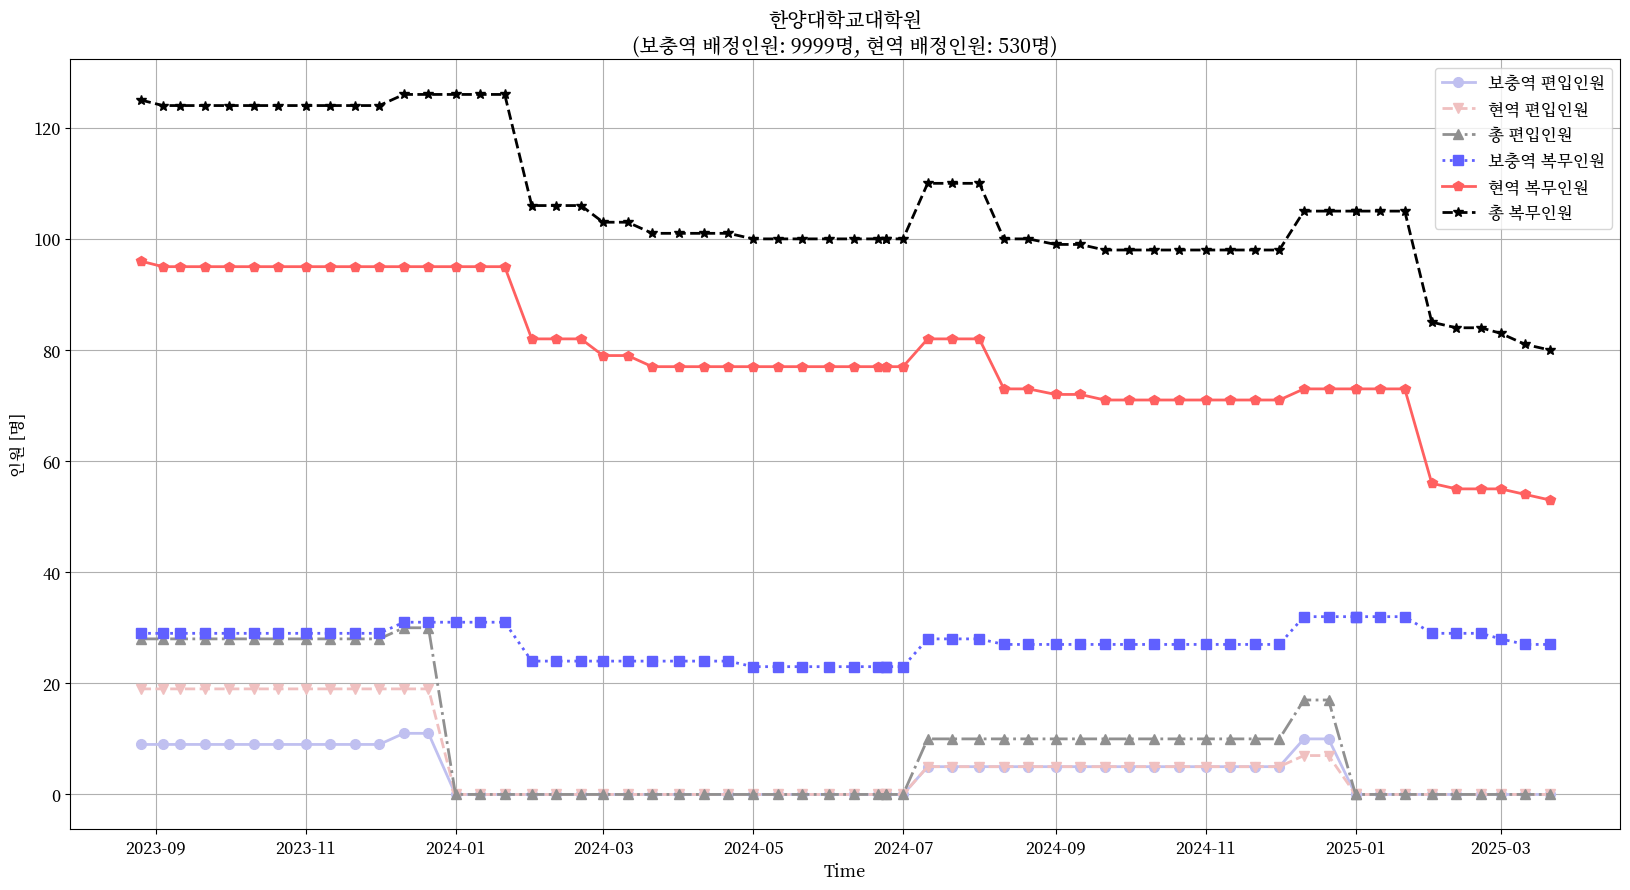 한양대학교대학원
(보충역 배정인원: 9999명, 현역 배정인원: 530명)
보충역 편입인원
현역 편입인원
총 편입인원
보충역 복무인원
현역 복무인원
총 복무인원
인원 [명]
120
100
80
60
40
20
0
2023-09
2023-11
2024-01
2024-03
2024-05
2024-07
2024-09
2024-11
2025-01
2025-03
Time